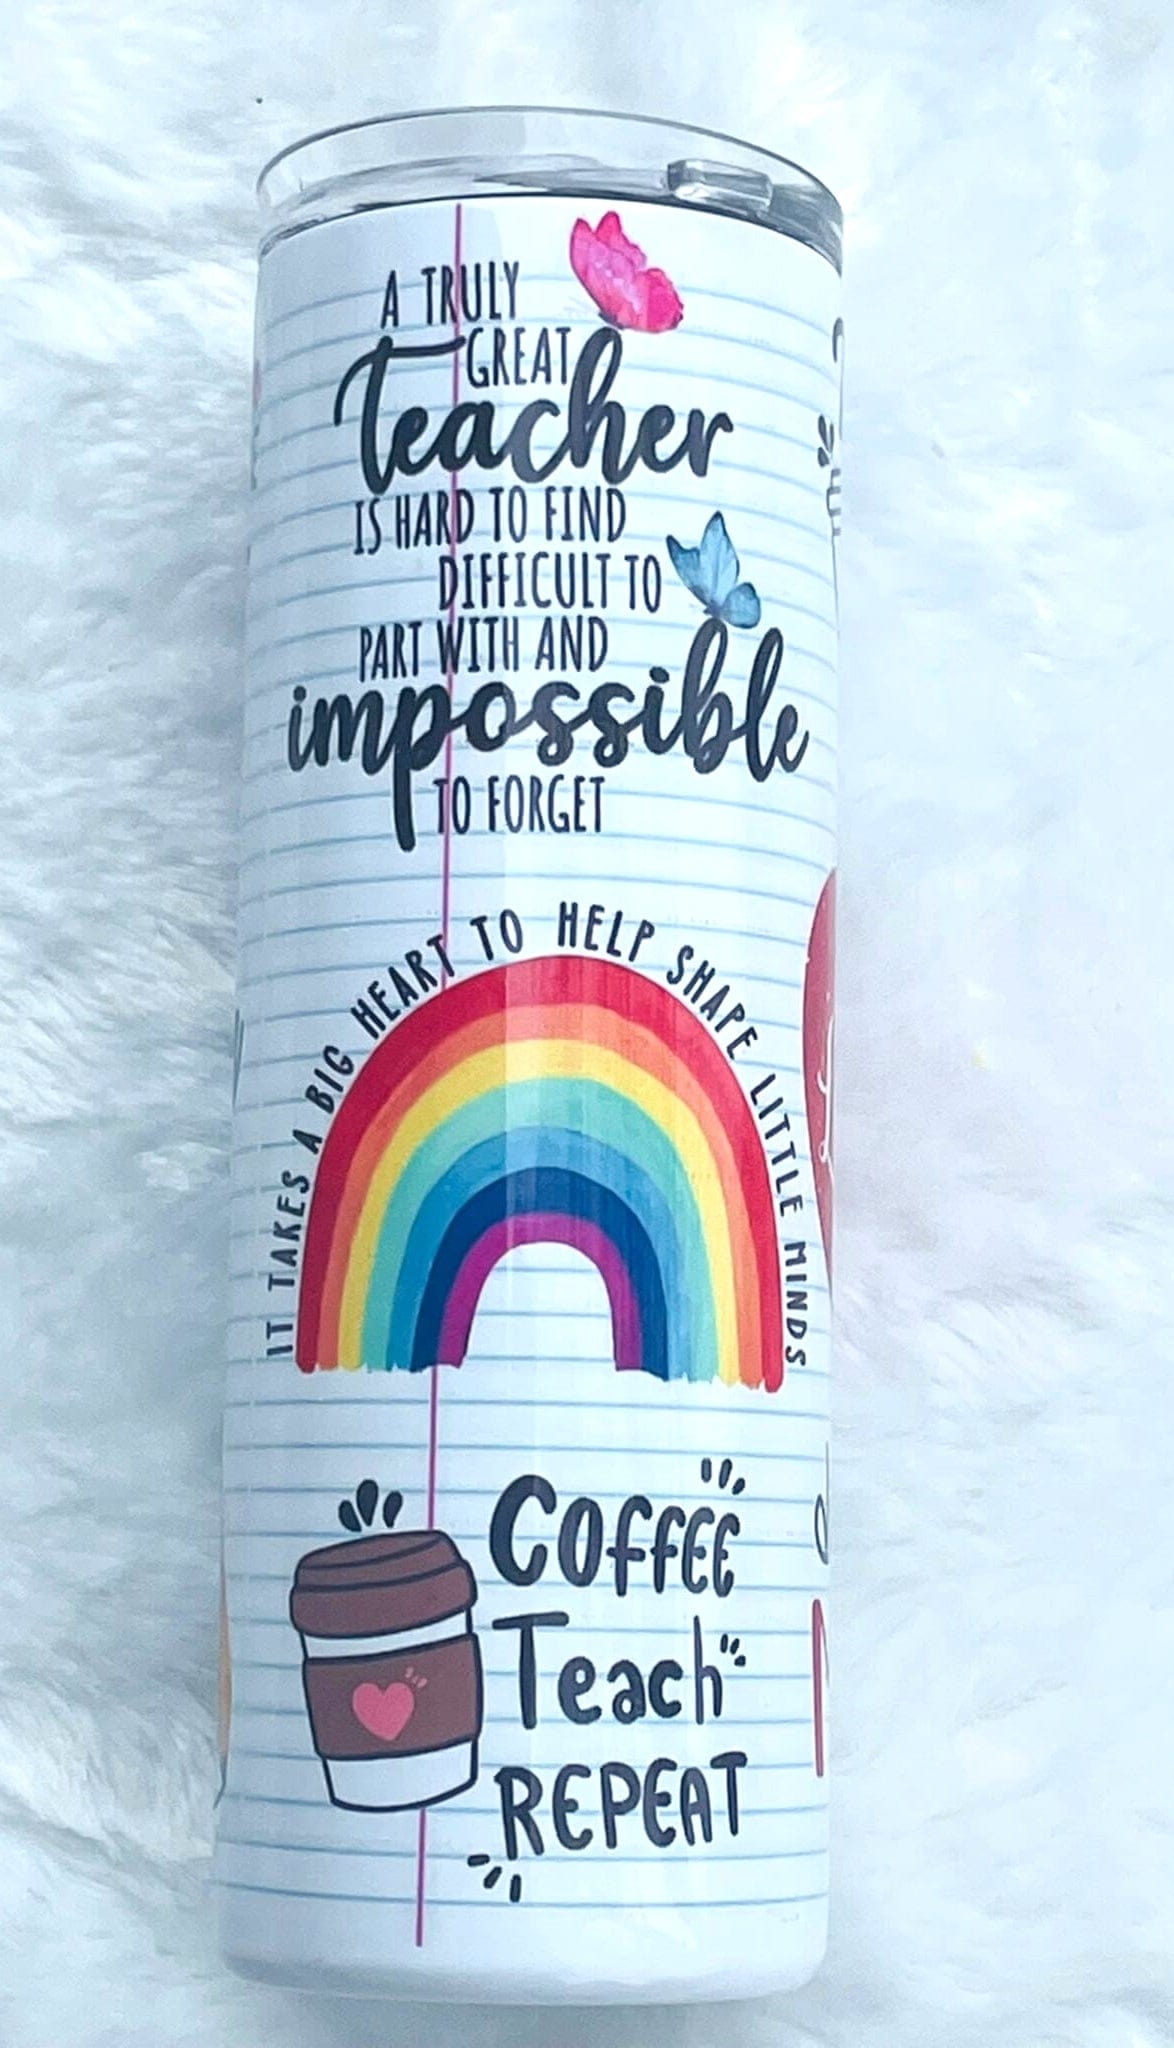 A TRULY
GREAT
Teacher
IS HARD TO FIND
DIFFICULT TO
PART WITH AND
impossible
TO FORGET
IT TAKES A BIG HEART TO HELP SHAPE LITTLE MINDS
COFFEE
Teach
REPEAT